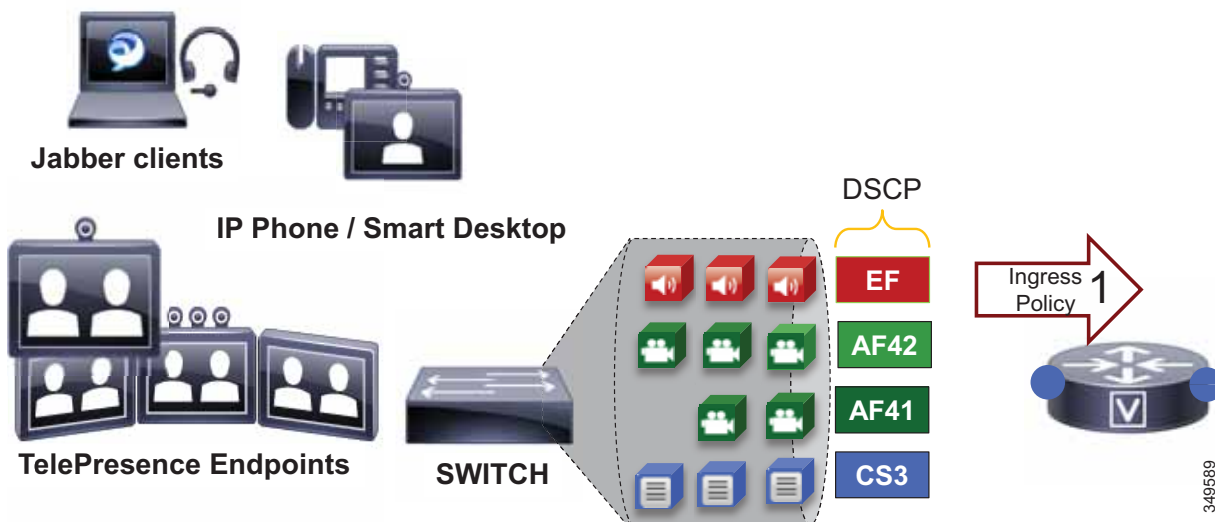 Jabber clients
IP Phone / Smart Desktop
TelePresence Endpoints
SWITCH
DSCP
EF
AF42
AF41
CS3
Ingress
Policy
1
V
349589